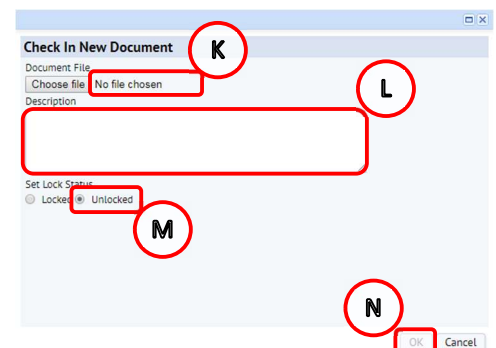 Check In New Document
K
Document File
Choose file No file chosen
L
Description
Set Lock Status
Locked Unlocked
M
N
OK Cancel